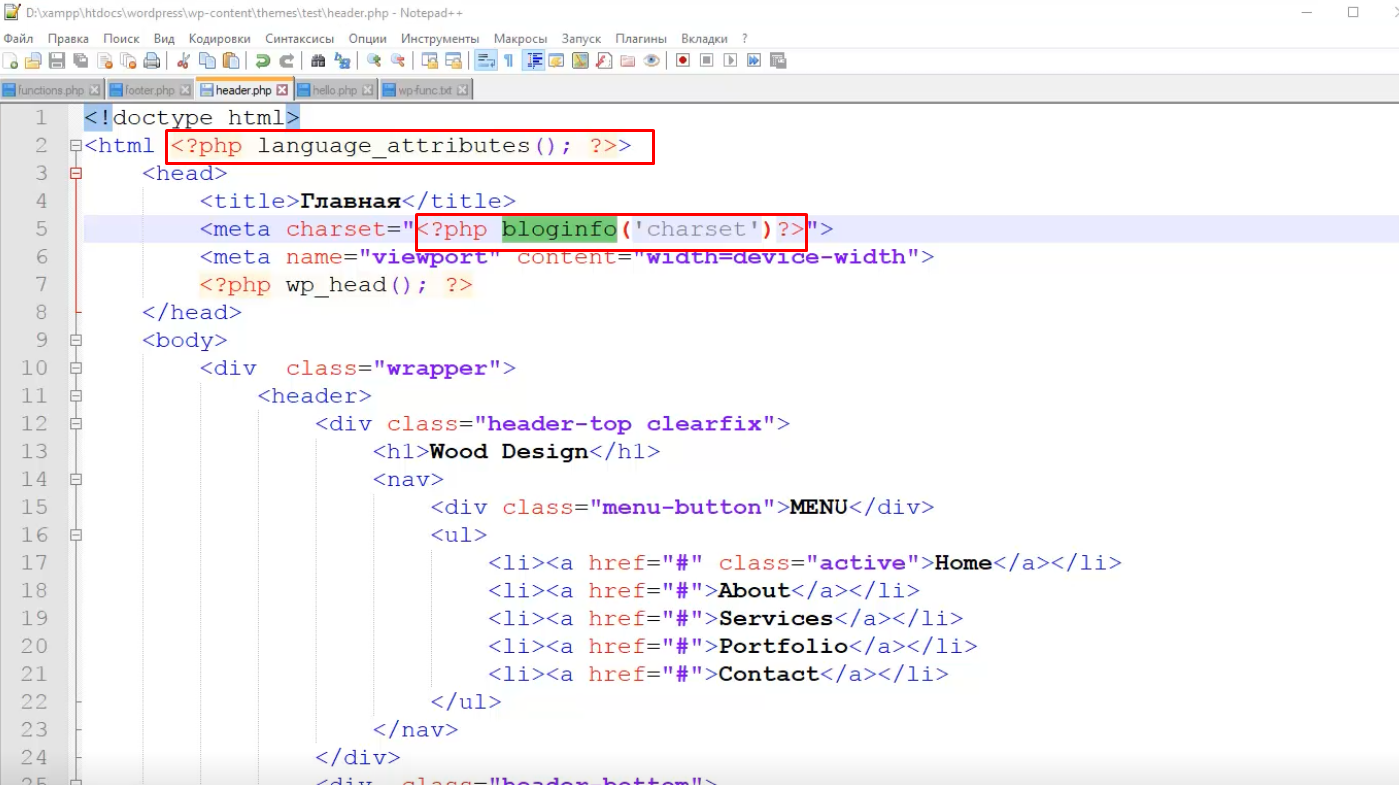 D:\xampp\htdocs\wordpress\wp-content\themes\test\header.php - Notepad++
Файл Правка Поиск Вид Кодировки Синтаксисы Опции Инструменты Макросы Запуск Плагины Вкладки ?
functions.php footer.php header.php hello.php wp-func.txt
1 <!doctype html>
2 <html <?php language_attributes(); ?>>
3 <head>
4 <title>Главная</title>
5 <meta charset="<?php bloginfo('charset')?>">
6 <meta name="viewport" content="width=device-width">
7 <?php wp_head(); ?>
8 </head>
9 <body>
10 <div  class="wrapper">
11 <header>
12 <div class="header-top clearfix">
13 <h1>Wood Design</h1>
14 <nav>
15 <div class="menu-button">MENU</div>
16 <ul>
17 <li><a href="#" class="active">Home</a></li>
18 <li><a href="#">About</a></li>
19 <li><a href="#">Services</a></li>
20 <li><a href="#">Portfolio</a></li>
21 <li><a href="#">Contact</a></li>
22 </ul>
23 </nav>
24 </div>
25 <div class="header-bottom">